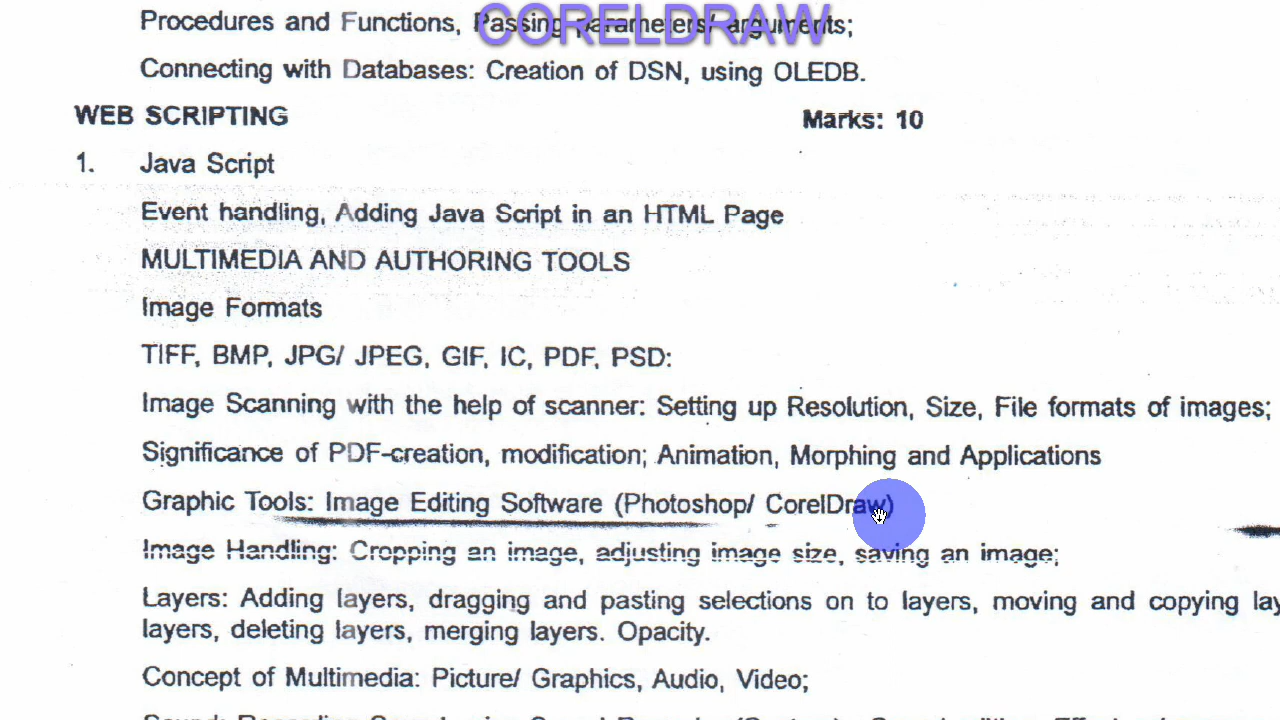 CORELDRAW
Procedures and Functions, Passing parameters/ arguments;
Connecting with Databases: Creation of DSN, using OLEDB.
WEB SCRIPTING Marks: 10
1. Java Script
Event handling, Adding Java Script in an HTML Page
MULTIMEDIA AND AUTHORING TOOLS
Image Formats
TIFF, BMP, JPG/ JPEG, GIF, IC, PDF, PSD:
Image Scanning with the help of scanner: Setting up Resolution, Size, File formats of images;
Significance of PDF-creation, modification; Animation, Morphing and Applications
Graphic Tools: Image Editing Software (Photoshop/ CorelDraw)
Image Handling: Cropping an image, adjusting image size, saving an image;
Layers: Adding layers, dragging and pasting selections on to layers, moving and copying
layers, deleting layers, merging layers. Opacity.
Concept of Multimedia: Picture/ Graphics, Audio, Video;